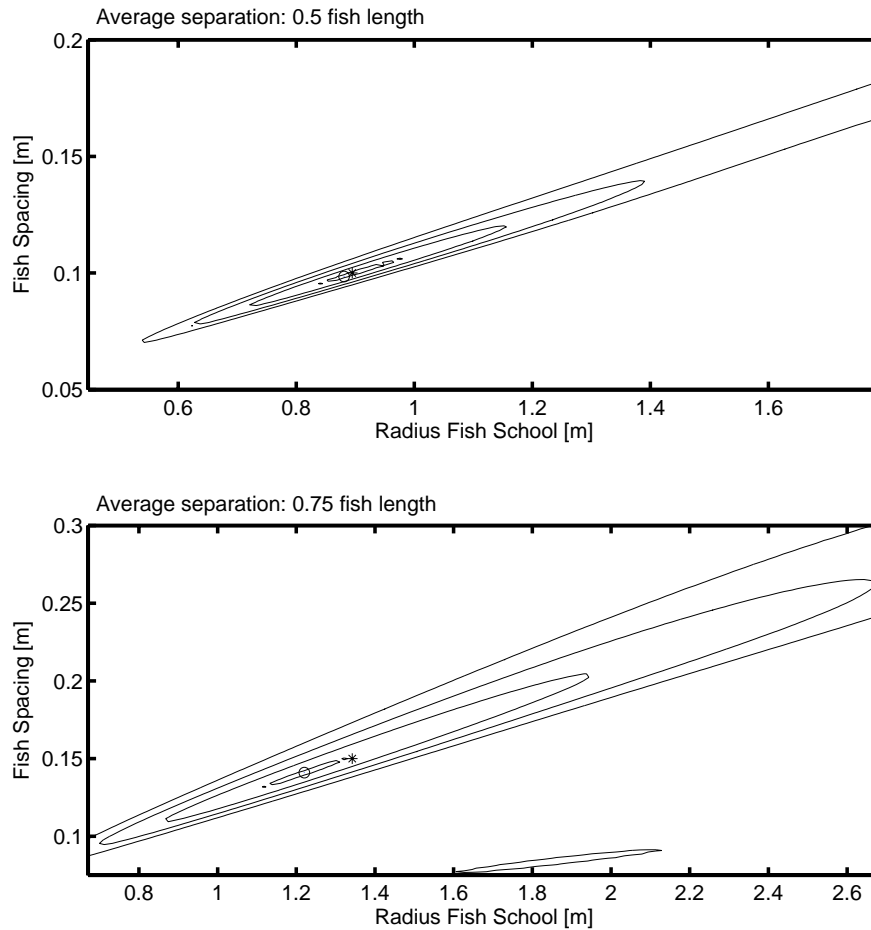 Average separation: 0.5 fish length
0.2
0.15
0.1
0.05
Fish Spacing [m]
0.6 0.8 1 1.2 1.4 1.6
Radius Fish School [m]
Average separation: 0.75 fish length
0.3
0.25
0.2
0.15
0.1
Fish Spacing [m]
0.8 1 1.2 1.4 1.6 1.8 2 2.2 2.4 2.6
Radius Fish School [m]